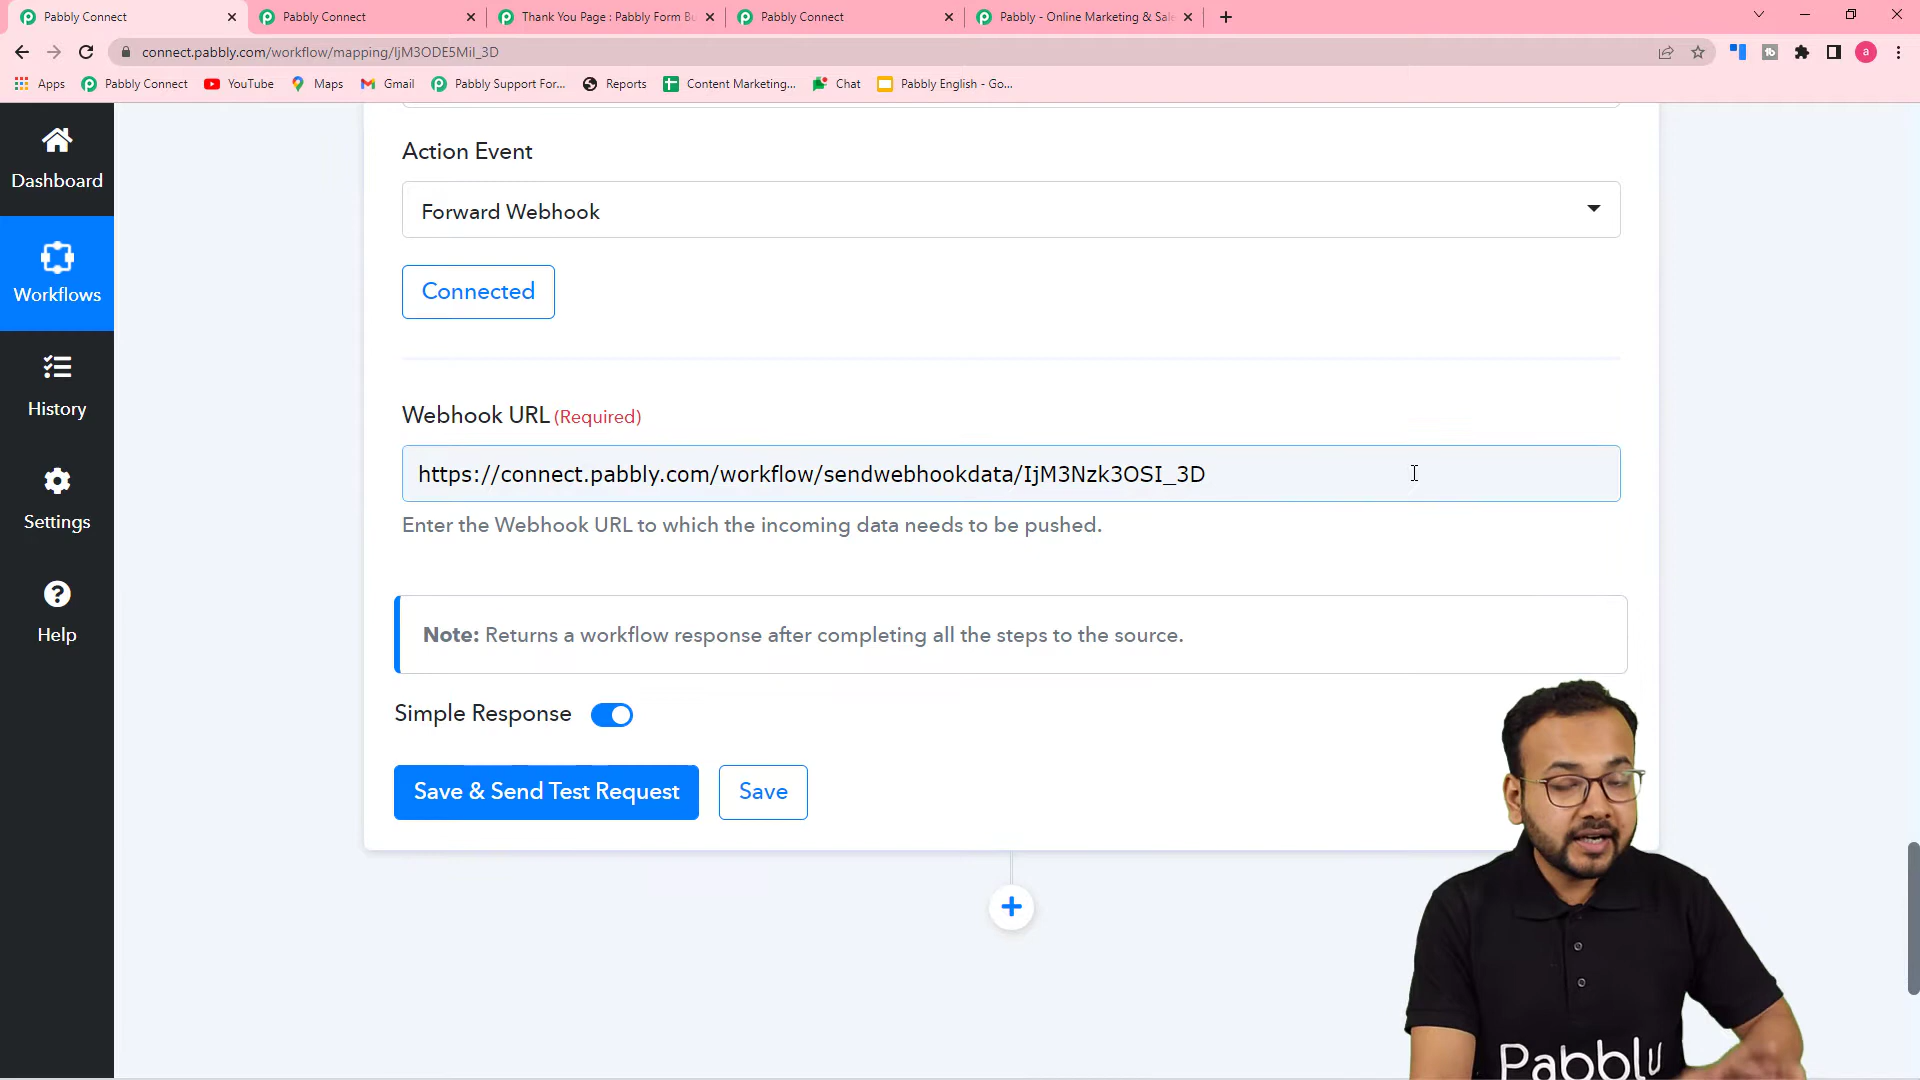 Pabbly Connect
Pabbly Connect
Thank You Page : Pabbly Form Bu
Pabbly Connect
Pabbly - Online Marketing & Sale
connect.pabbly.com/workflow/mapping/IjM3ODE5MiI_3D
a
Apps
Pabbly Connect
YouTube
Maps
Gmail
Pabbly Support For...
Reports
Content Marketing...
Chat
Pabbly English - Go...
Dashboard
Workflows
History
Settings
Help
Action Event
Forward Webhook
Connected
Webhook URL (Required)
https://connect.pabbly.com/workflow/sendwebhookdata/IjM3Nzk3OSI_3D
Enter the Webhook URL to which the incoming data needs to be pushed.
Note: Returns a workflow response after completing all the steps to the source.
Simple Response
Save & Send Test Request
Save
Pabbly